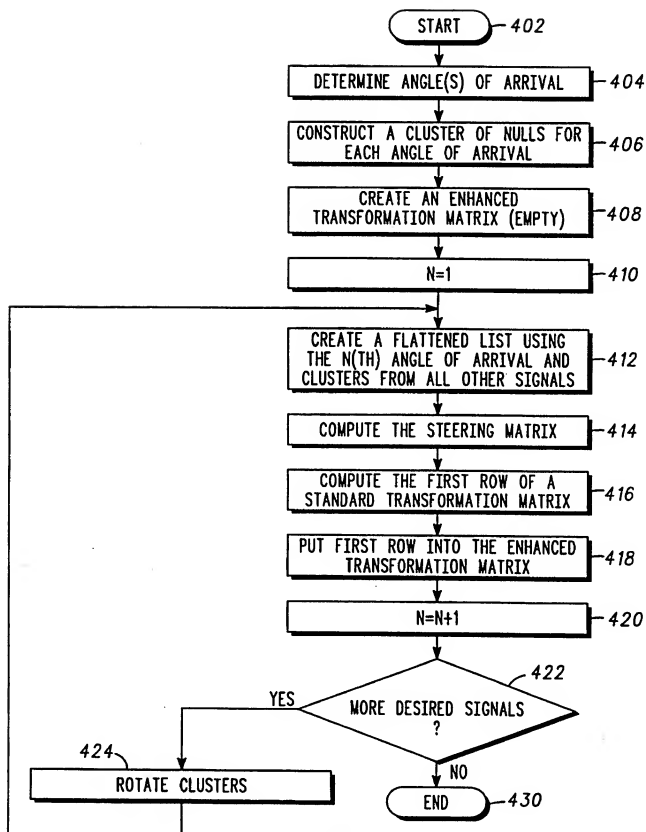 START 402
DETERMINE ANGLE(S) OF ARRIVAL 404
CONSTRUCT A CLUSTER OF NULLS FOR
EACH ANGLE OF ARRIVAL 406
CREATE AN ENHANCED
TRANSFORMATION MATRIX (EMPTY) 408
N=1 410
CREATE A FLATTENED LIST USING
THE N(TH) ANGLE OF ARRIVAL AND 412
CLUSTERS FROM ALL OTHER SIGNALS
COMPUTE THE STEERING MATRIX 414
COMPUTE THE FIRST ROW OF A
STANDARD TRANSFORMATION MATRIX 416
PUT FIRST ROW INTO THE ENHANCED
TRANSFORMATION MATRIX 418
N=N+1 420
422
YES MORE DESIRED SIGNALS
?
424
ROTATE CLUSTERS
NO
END 430